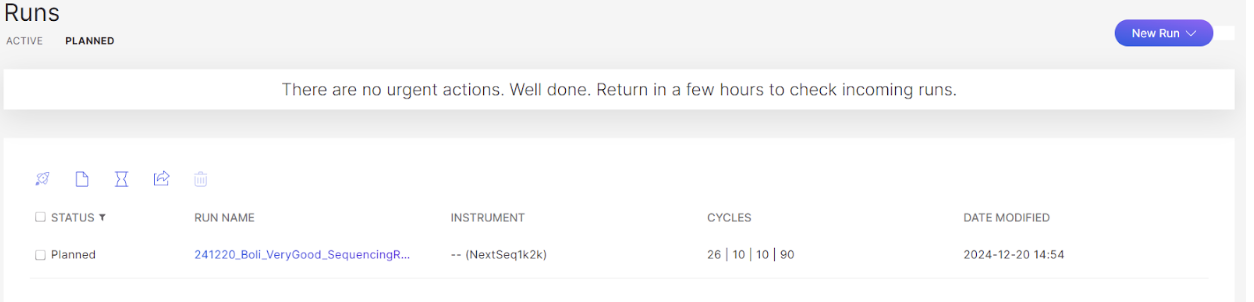 Runs
ACTIVE PLANNED
New Run
There are no urgent actions. Well done. Return in a few hours to check incoming runs.
STATUS RUN NAME INSTRUMENT CYCLES DATE MODIFIED
Planned 241220_Boli_VeryGood_SequencingR... -- (NextSeq1k2k) 26 | 10 | 10 | 90 2024-12-20 14:54